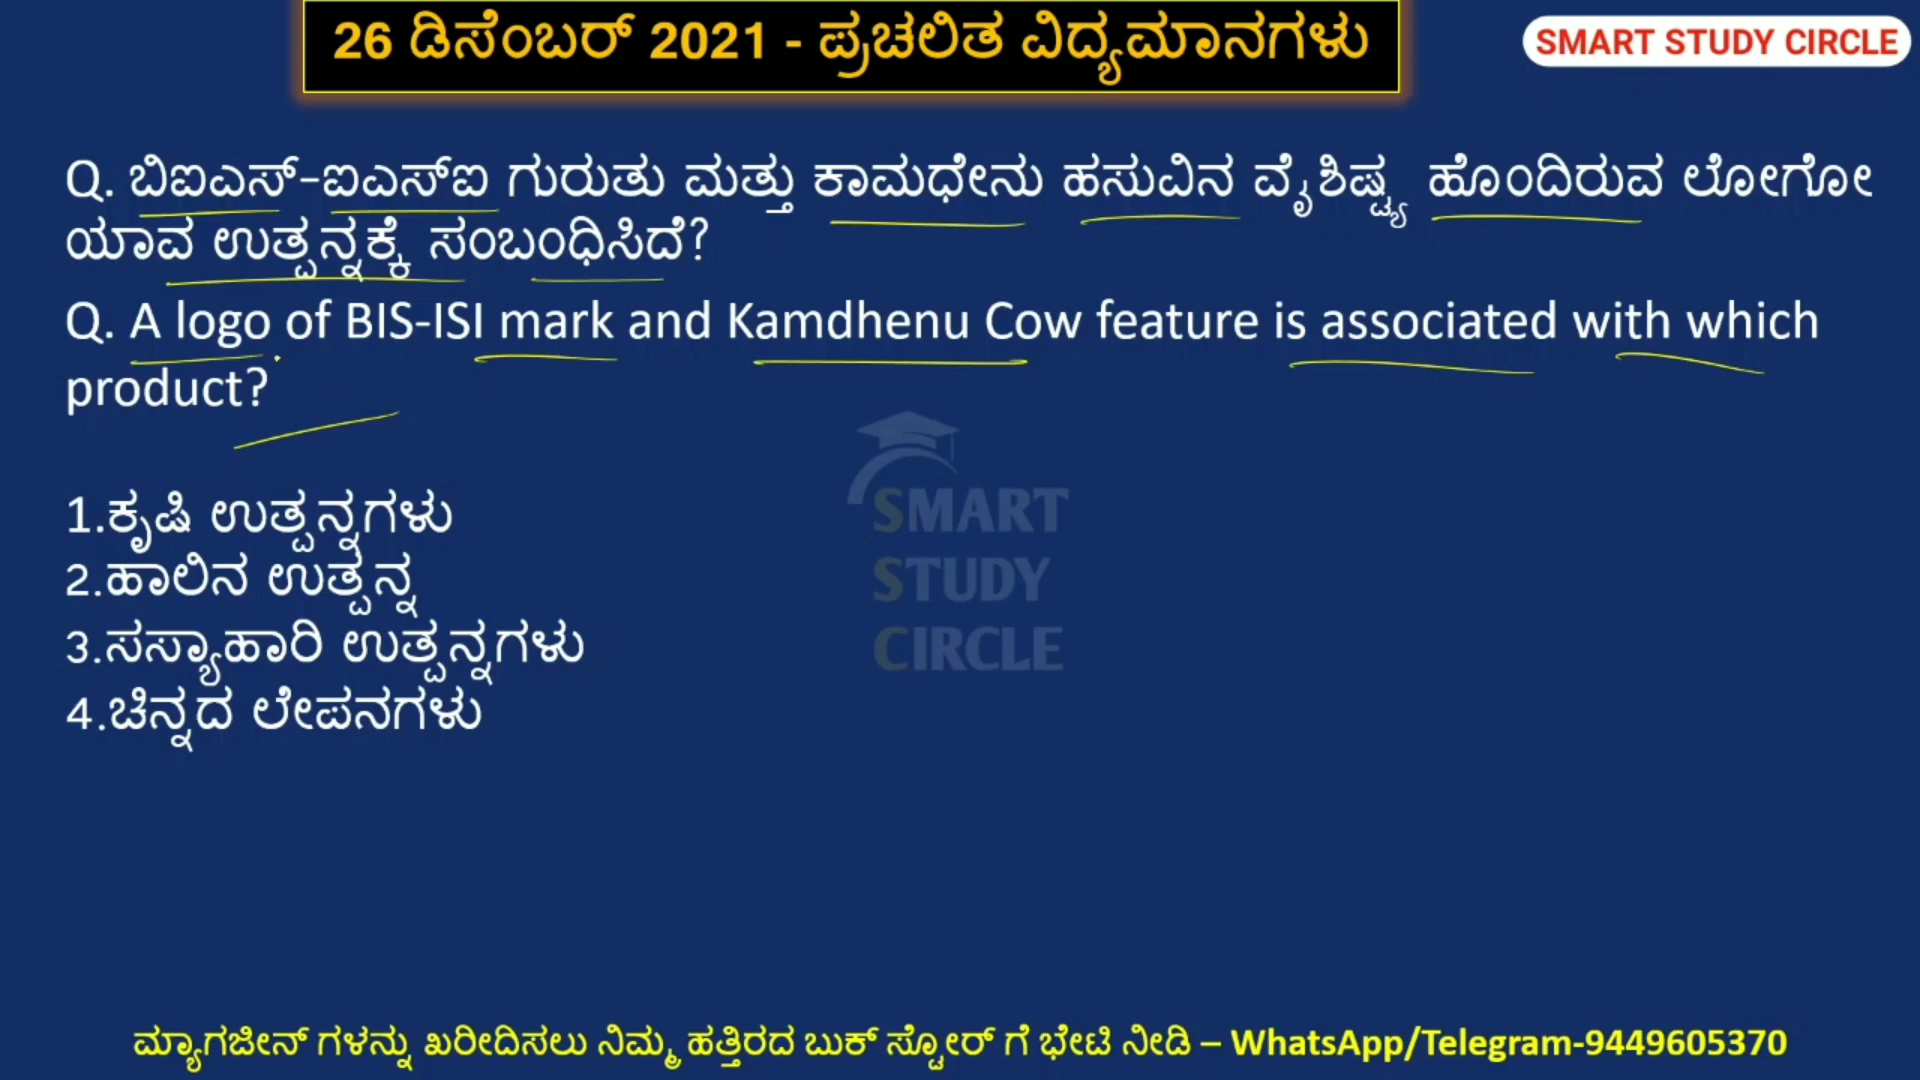 26 ಡಿಸೆಂಬರ್ 2021 - ಪ್ರಚಲಿತ ವಿದ್ಯಮಾನಗಳು
SMART STUDY CIRCLE
Q. ಬಿಐಎಸ್-ಐಎಸ್ಐ ಗುರುತು ಮತ್ತು ಕಾಮಧೇನು ಹಸುವಿನ ವೈಶಿಷ್ಟ್ಯ ಹೊಂದಿರುವ ಲೋಗೋ
ಯಾವ ಉತ್ಪನ್ನಕ್ಕೆ ಸಂಬಂಧಿಸಿದೆ?
Q. A logo of BIS-ISI mark and Kamdhenu Cow feature is associated with which
product?
1.ಕೃಷಿ ಉತ್ಪನ್ನಗಳು
2.ಹಾಲಿನ ಉತ್ಪನ್ನ
3.ಸಸ್ಯಾಹಾರಿ ಉತ್ಪನ್ನಗಳು
4.ಚಿನ್ನದ ಲೇಪನಗಳು
SMART
STUDY
CIRCLE
ಮ್ಯಾಗಜೀನ್ ಗಳನ್ನು ಖರೀದಿಸಲು ನಿಮ್ಮ ಹತ್ತಿರದ ಬುಕ್ ಸ್ಟೋರ್ ಗೆ ಭೇಟಿ ನೀಡಿ – WhatsApp/Telegram-9449605370